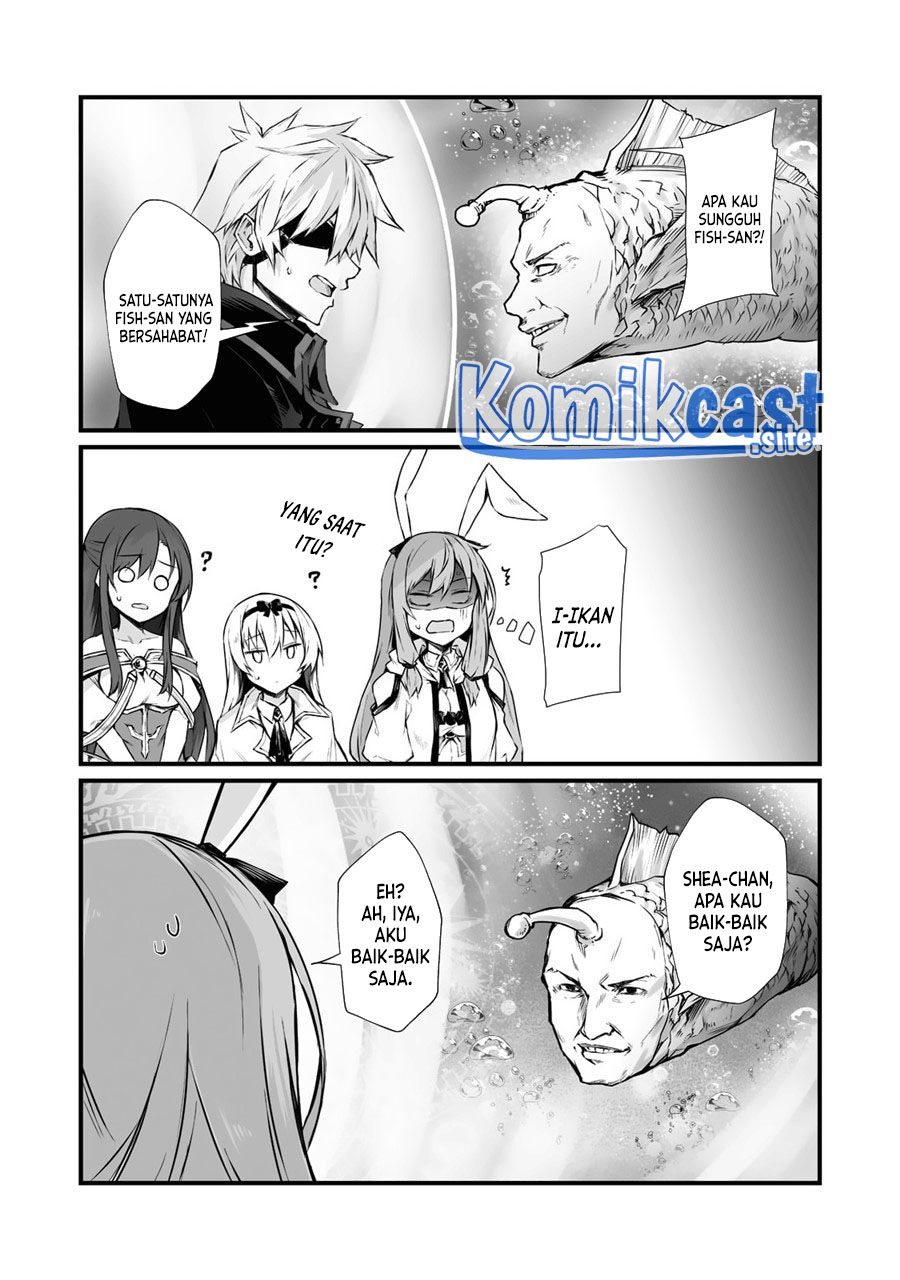 APA KAU
SUNGGUH
FISH-SAN?!
SATU-SATUNYA
FISH-SAN YANG
BERSAHABAT!
Komikcast
.site
I-IKAN
ITU...
YANG SAAT
ITU?
?
?
SHEA-CHAN,
APA KAU
BAIK-BAIK
SAJA?
EH?
AH, IYA,
AKU
BAIK-BAIK
SAJA.